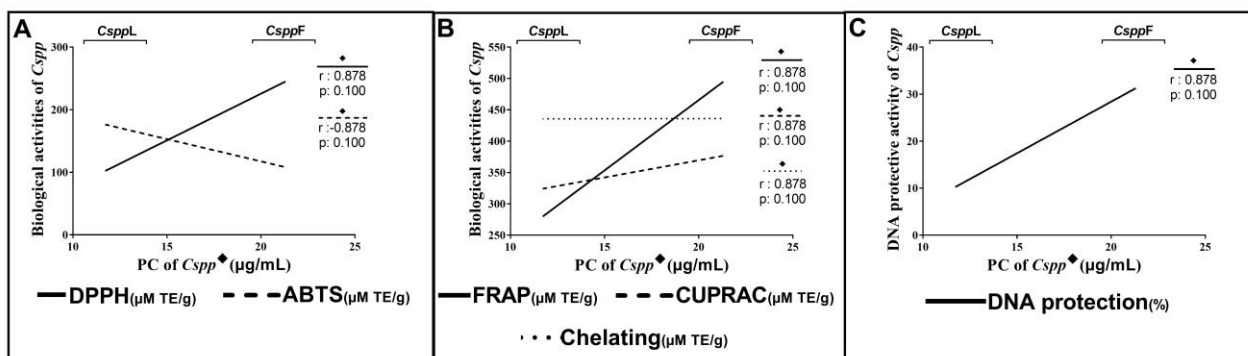 A
CsppL
CsppF
Biological activities of Cspp
300
200
100
0
10
15
20
25
PC of Cspp◆(µg/mL)
◆
r : 0.878
p: 0.100
◆
r :-0.878
p: 0.100
DPPH(µM TE/g)
ABTS(µM TE/g)
B
CsppL
CsppF
Biological activities of Cspp
550
500
450
400
350
300
250
10
15
20
25
PC of Cspp◆(µg/mL)
◆
r : 0.878
p: 0.100
◆
r : 0.878
p: 0.100
◆
r : 0.878
p: 0.100
FRAP(µM TE/g)
CUPRAC(µM TE/g)
Chelating(µM TE/g)
C
CsppL
CsppF
DNA protective activity of Cspp
40
30
20
10
0
10
15
20
25
PC of Cspp◆(µg/mL)
◆
r : 0.878
p: 0.100
DNA protection(%)